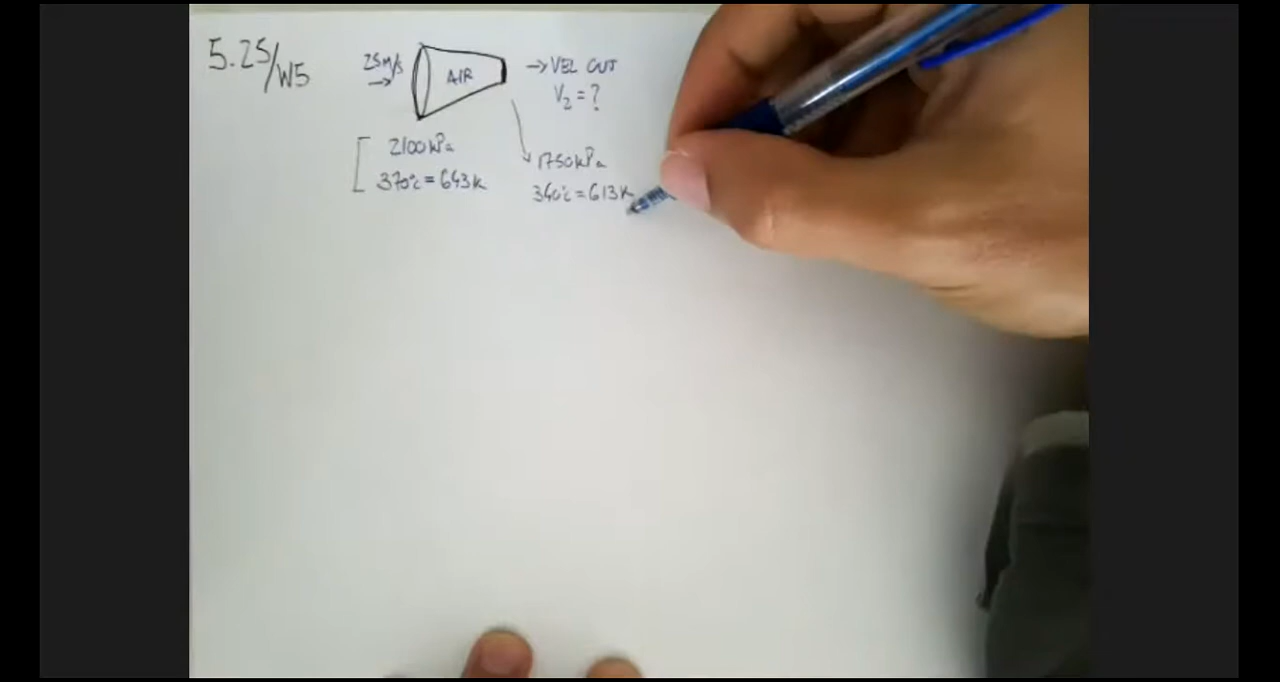 5.25/W5
25M/S
AIR
→ VEL OUT
V₂ = ?
2100 kPa
370°C = 643K
1750 kPa
340°C = 613K